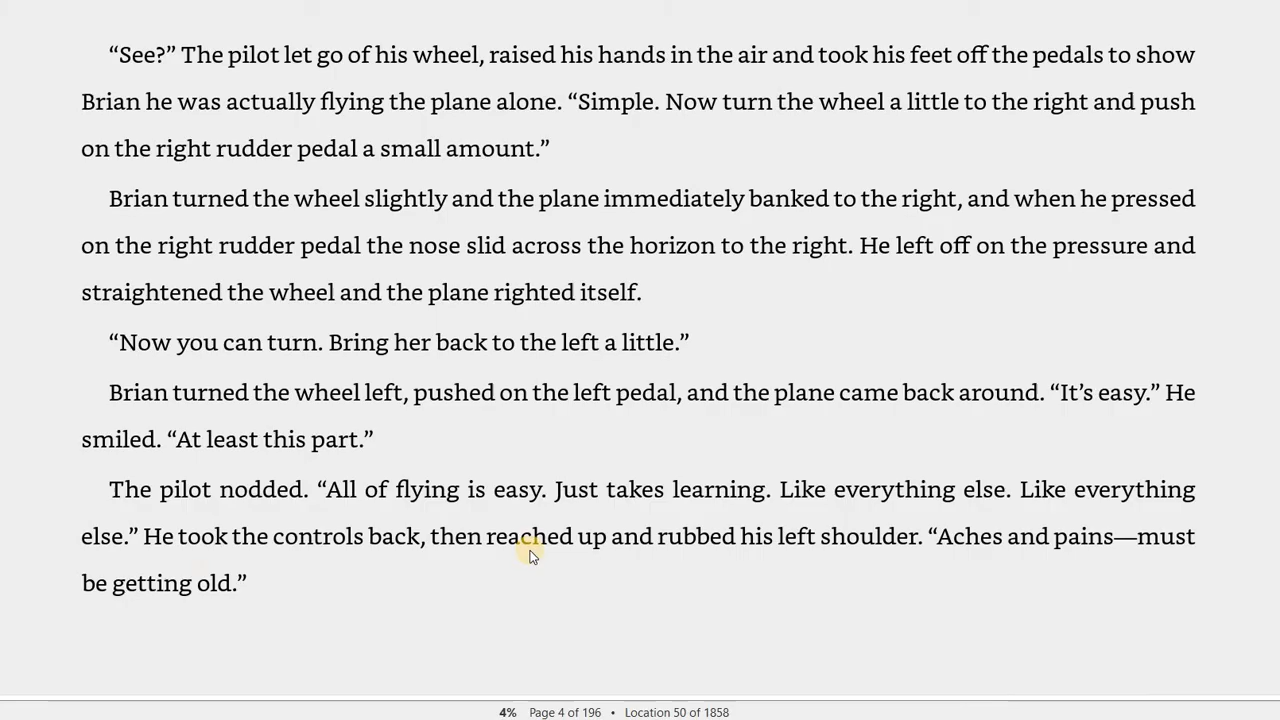 “See?” The pilot let go of his wheel, raised his hands in the air and took his feet off the pedals to show
Brian he was actually flying the plane alone. “Simple. Now turn the wheel a little to the right and push
on the right rudder pedal a small amount.”
Brian turned the wheel slightly and the plane immediately banked to the right, and when he pressed
on the right rudder pedal the nose slid across the horizon to the right. He left off on the pressure and
straightened the wheel and the plane righted itself.
“Now you can turn. Bring her back to the left a little.”
Brian turned the wheel left, pushed on the left pedal, and the plane came back around. “It’s easy.” He
smiled. “At least this part.”
The pilot nodded. “All of flying is easy. Just takes learning. Like everything else. Like everything
else.” He took the controls back, then reached up and rubbed his left shoulder. “Aches and pains—must
be getting old.”
4% Page 4 of 196 • Location 50 of 1858